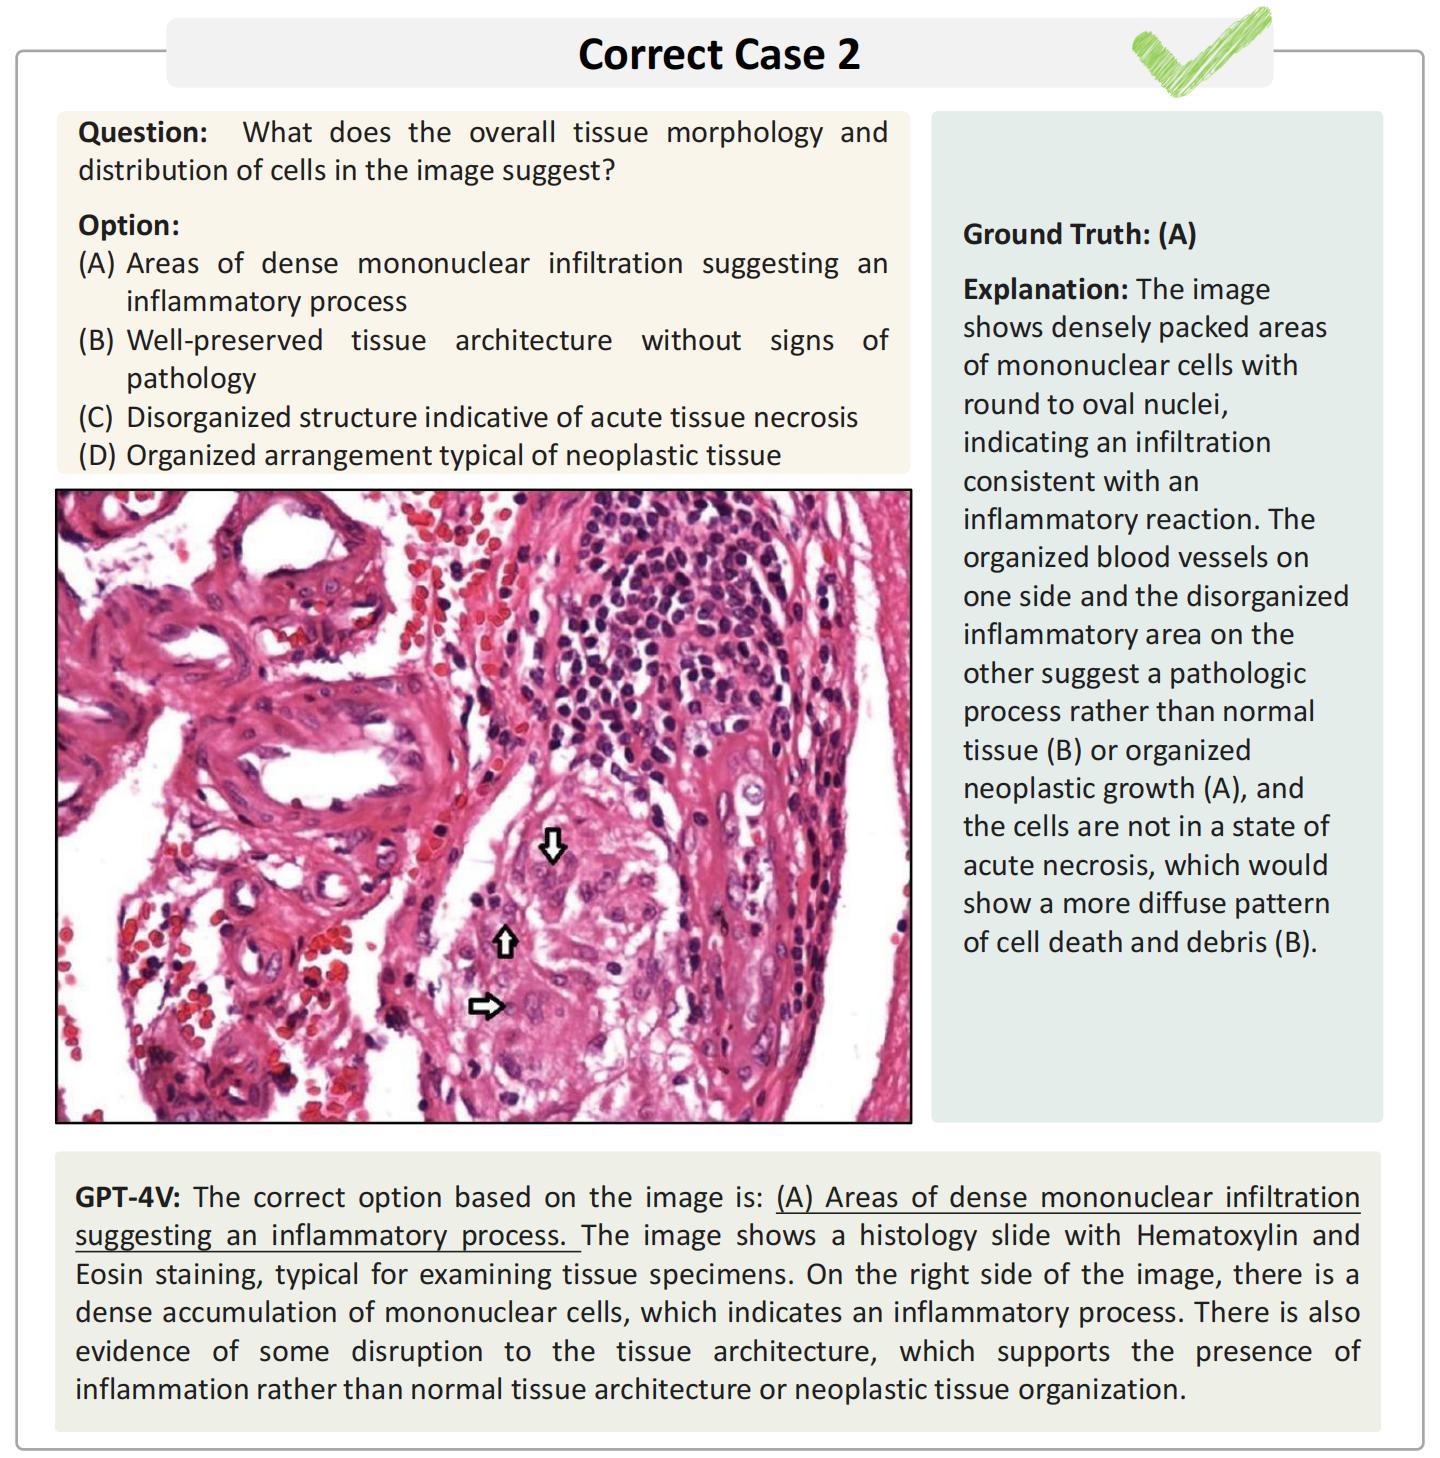 Correct Case 2
Question: What does the overall tissue morphology and
distribution of cells in the image suggest?
Option:
(A) Areas of dense mononuclear infiltration suggesting an
inflammatory process
(B) Well-preserved tissue architecture without signs of
pathology
(C) Disorganized structure indicative of acute tissue necrosis
(D) Organized arrangement typical of neoplastic tissue
Ground Truth: (A)
Explanation: The image
shows densely packed areas
of mononuclear cells with
round to oval nuclei,
indicating an infiltration
consistent with an
inflammatory reaction. The
organized blood vessels on
one side and the disorganized
inflammatory area on the
other suggest a pathologic
process rather than normal
tissue (B) or organized
neoplastic growth (A), and
the cells are not in a state of
acute necrosis, which would
show a more diffuse pattern
of cell death and debris (B).
GPT-4V: The correct option based on the image is: (A) Areas of dense mononuclear infiltration
suggesting an inflammatory process. The image shows a histology slide with Hematoxylin and
Eosin staining, typical for examining tissue specimens. On the right side of the image, there is a
dense accumulation of mononuclear cells, which indicates an inflammatory process. There is also
evidence of some disruption to the tissue architecture, which supports the presence of
inflammation rather than normal tissue architecture or neoplastic tissue organization.